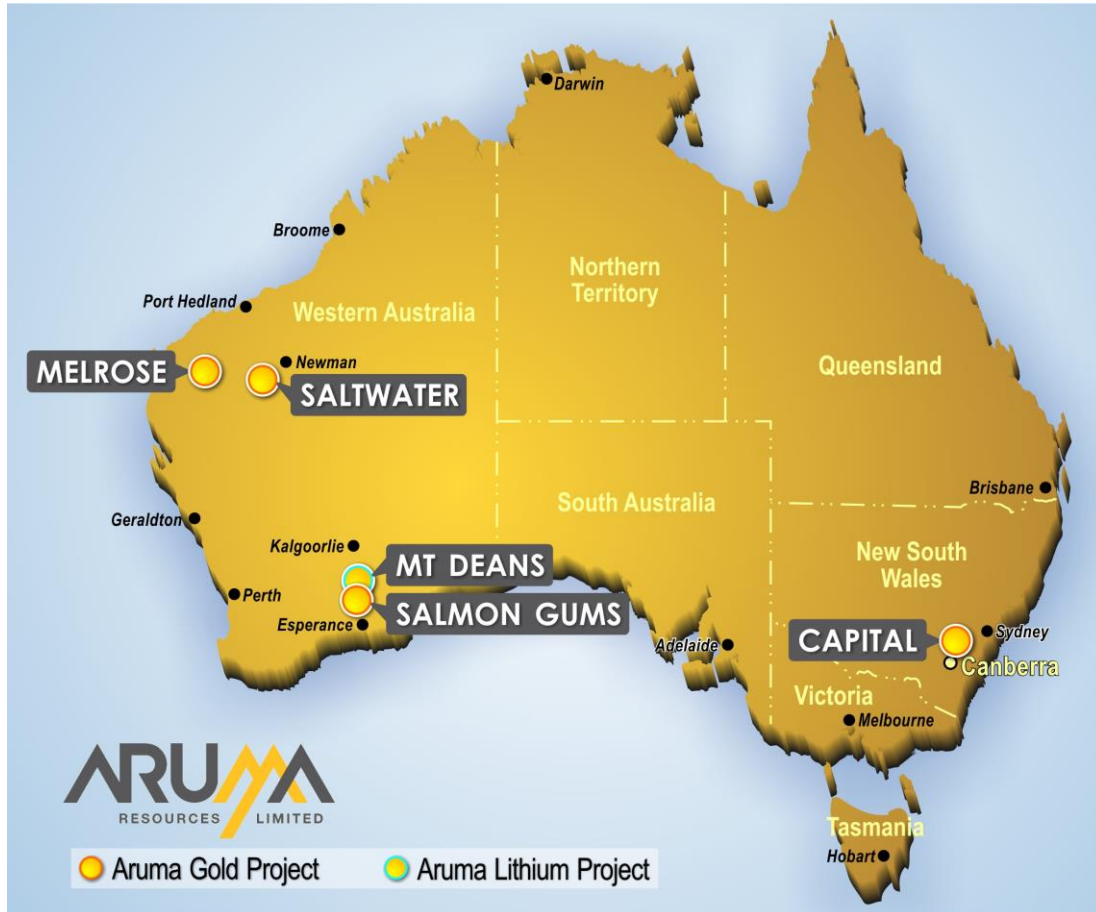 Darwin
Broome
Northern
Territory
Port Hedland
Western Australia
MELROSE
Newman
SALTWATER
Queensland
Geraldton
South Australia
Brisbane
Kalgoorlie
MT DEANS
New South
Wales
Perth
SALMON GUMS
Esperance
Adelaide
CAPITAL
Sydney
Canberra
Victoria
Melbourne
ARUMA
RESOURCES LIMITED
Tasmania
Hobart
Aruma Gold Project
Aruma Lithium Project